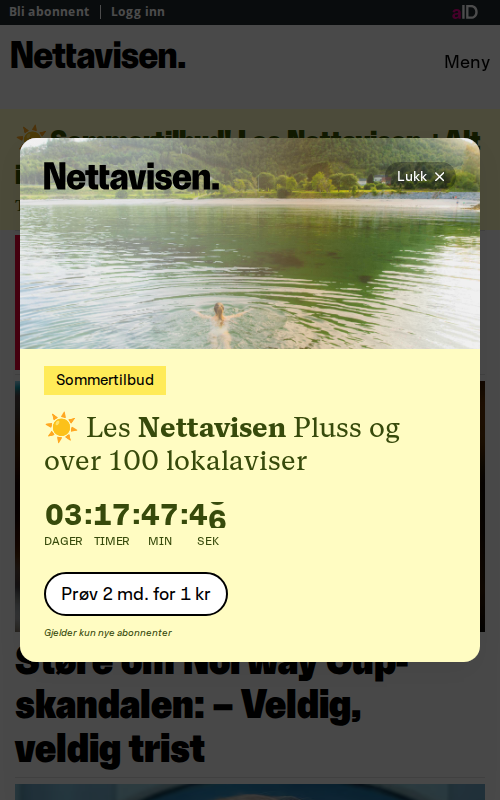 Bli abonnent | Logg inn
aID
Nettavisen.
Meny
Sommertilbud! Les Nettavisen + Alt
Nettavisen.
Lukk ×
Sommertilbud
☀️ Les Nettavisen Pluss og
over 100 lokalaviser
03:17:47:46
DAGER TIMER MIN SEK
Prøv 2 md. for 1 kr
Gjelder kun nye abonnenter
Støre om Norway Cup-
skandalen: – Veldig,
veldig trist